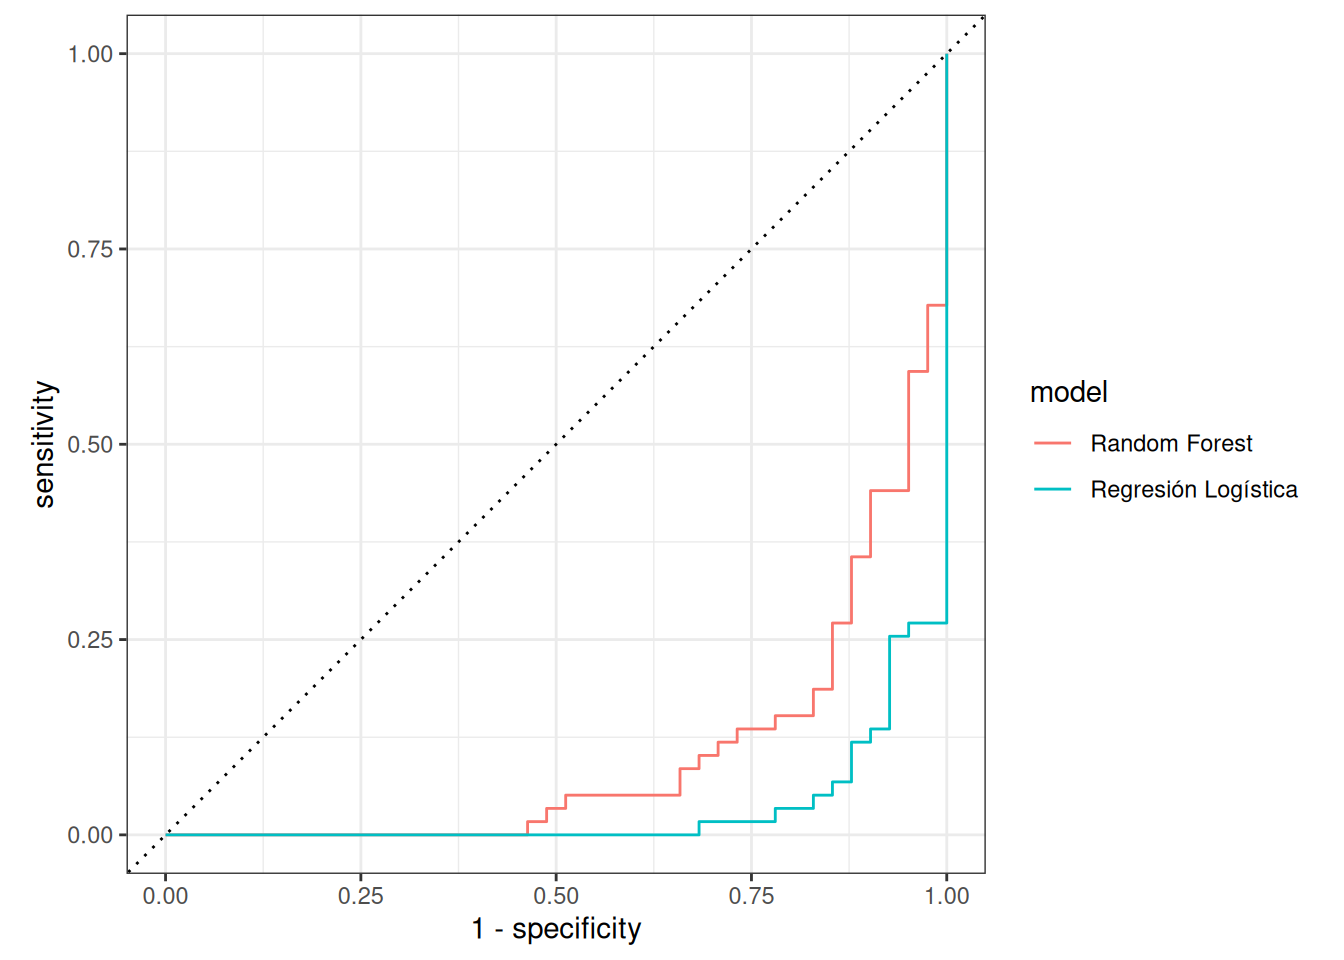 1.00
0.75
0.50
0.25
0.00
sensitivity
0.00 0.25 0.50 0.75 1.00
1 - specificity
model
Random Forest
Regresión Logística